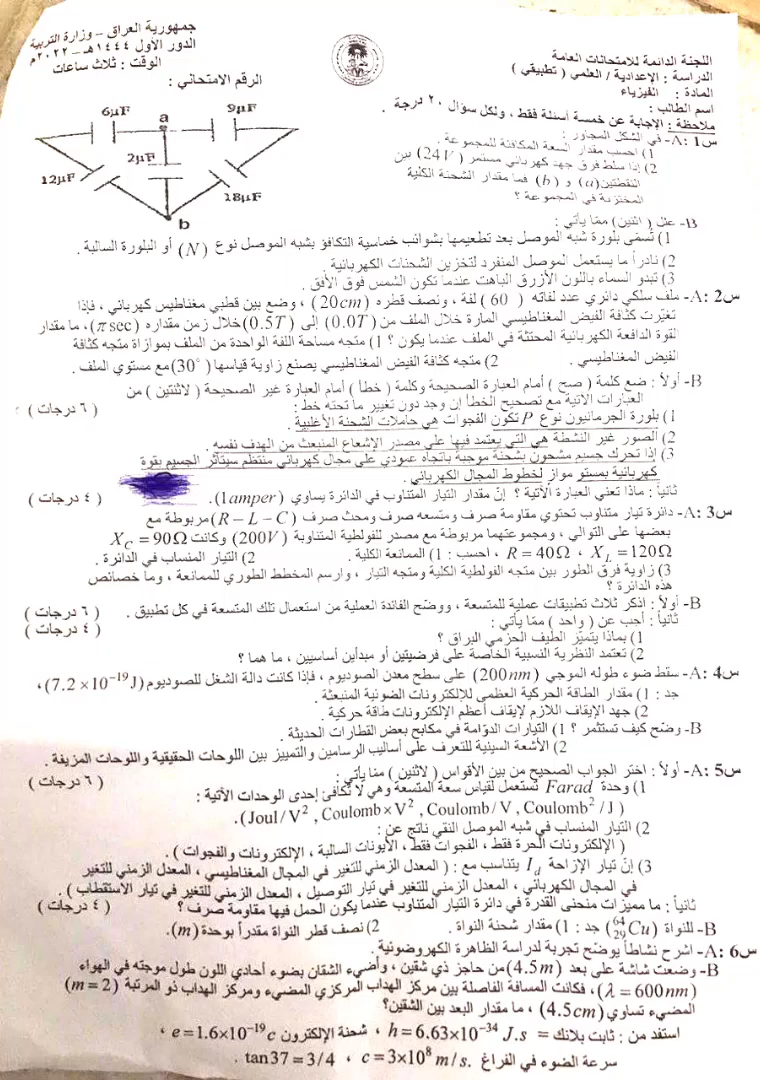 جمهورية العراق - وزارة التربية
الدور الاول ١٤٤٤هـ - ٢٠٢٢م
الوقت : ثلاث ساعات
الرقم الامتحاني :
اللجنة الدائمة للامتحانات العامة
الدراسة : الإعدادية / العلمي ( تطبيقي )
المادة : الفيزياء
اسم الطالب :
ملاحظة : الإجابة عن خمسة أسئلة فقط ، ولكل سؤال ٢٠ درجة .
6µF
a
9µF
2µF
12µF
18µF
b
س1 :A- في الشكل المجاور :
1) احسب مقدار السعة المكافئة للمجموعة .
2) إذا سلط فرق جهد كهربائي مستمر (24V) بين
النقطتين (a) و (b) فما مقدار الشحنة الكلية
المختزنة في المجموعة ؟
B- علل ( اثنين) ممّا يأتي :
1) تُسمّى بلورة شبه الموصل بعد تطعيمها بشوائب خماسية التكافؤ بشبه الموصل نوع (N) أو البلورة السالبة .
2) نادراً ما يستعمل الموصل المنفرد لتخزين الشحنات الكهربائية .
3) تبدو السماء باللون الأزرق الباهت عندما تكون الشمس فوق الأفق .
س2 :A- ملف سلكي دائري عدد لفاته (60) لفة ، ونصف قطره (20cm) ، وضع بين قطبي مغناطيس كهربائي ، فإذا
تغيّرت كثافة الفيض المغناطيسي المارة خلال الملف من (0.0T) إلى (0.5T) خلال زمن مقداره (π sec) ، ما مقدار
القوة الدافعة الكهربائية المحتثة في الملف عندما يكون ؟ 1) متجه مساحة اللفة الواحدة من الملف بموازاة متجه كثافة
الفيض المغناطيسي . 2) متجه كثافة الفيض المغناطيسي يصنع زاوية قياسها (30°) مع مستوي الملف .
B- أولاً : ضع كلمة ( صح ) أمام العبارة الصحيحة وكلمة ( خطأ ) أمام العبارة غير الصحيحة ( لاثنتين ) من
العبارات الآتية مع تصحيح الخطأ إن وجد دون تغيير ما تحته خط : ( ٦ درجات )
1) بلورة الجرمانيون نوع P تكون الفجوات هي حاملات الشحنة الأغلبية .
2) الصور غير النشطة هي التي يعتمد فيها على مصدر الإشعاع المنبعث من الهدف نفسه .
3) إذا تحرك جسيم مشحون بشحنة موجبة باتجاه عمودي على مجال كهربائي منتظم سيتأثر الجسيم بقوة
كهربائية بمستو مواز لخطوط المجال الكهربائي .
ثانياً : ماذا تعني العبارة الآتية ؟ إنّ مقدار التيار المتناوب في الدائرة يساوي (1amper). ( ٤ درجات )
س3 :A- دائرة تيار متناوب تحتوي مقاومة صرف ومتسعة صرف ومحث صرف (R-L-C) مربوطة مع
بعضها على التوالي ، ومجموعتهما مربوطة مع مصدر للفولطية المتناوبة (200V) وكانت XC = 90Ω
R = 40Ω ، XL = 120Ω ، احسب : 1) الممانعة الكلية . 2) التيار المنساب في الدائرة .
3) زاوية فرق الطور بين متجه الفولطية الكلية ومتجه التيار ، وارسم المخطط الطوري للممانعة ، وما خصائص
هذه الدائرة ؟
B- أولاً : اذكر ثلاث تطبيقات عملية للمتسعة ، ووضّح الفائدة العملية من استعمال تلك المتسعة في كل تطبيق . ( ٦ درجات )
ثانياً : أجب عن ( واحد ) ممّا يأتي : ( ٤ درجات )
1) بماذا يتميّز الطيف الحزمي البراق ؟
2) تعتمد النظرية النسبية الخاصة على فرضيتين أو مبدأين أساسيين ، ما هما ؟
س4 :A- سقط ضوء طوله الموجي (200nm) على سطح معدن الصوديوم ، فإذا كانت دالة الشغل للصوديوم (7.2×10⁻¹⁹J) ،
جد : 1) مقدار الطاقة الحركية العظمى للإلكترونات الضوئية المنبعثة .
2) جهد الإيقاف اللازم لإيقاف أعظم الإلكترونات طاقة حركية .
B- وضّح كيف تستثمر ؟ 1) التيارات الدوّامة في مكابح بعض القطارات الحديثة .
2) الأشعة السينية للتعرف على أساليب الرسامين والتمييز بين اللوحات الحقيقية واللوحات المزيفة .
س5 :A- أولاً : اختر الجواب الصحيح من بين الأقواس ( لاثنين ) ممّا يأتي : ( ٦ درجات )
1) وحدة Farad تستعمل لقياس سعة المتسعة وهي لا تكافئ إحدى الوحدات الآتية :
(Joul/V² , Coulomb×V² , Coulomb/V , Coulomb²/J).
2) التيار المنساب في شبه الموصل النقي ناتج عن :
( الإلكترونات الحرة فقط ، الفجوات فقط ، الأيونات السالبة ، الإلكترونات والفجوات ) .
3) إنّ تيار الإزاحة Id يتناسب مع : ( المعدل الزمني للتغير في المجال المغناطيسي ، المعدل الزمني للتغير
في المجال الكهربائي ، المعدل الزمني للتغير في تيار التوصيل ، المعدل الزمني للتغير في تيار الاستقطاب ) .
ثانياً : ما مميزات منحنى القدرة في دائرة التيار المتناوب عندما يكون الحمل فيها مقاومة صرف ؟ ( ٤ درجات )
B- للنواة (⁶⁴₂₉Cu) جد : 1) مقدار شحنة النواة . 2) نصف قطر النواة مقدراً بوحدة (m).
س6 :A- اشرح نشاطاً يوضّح تجربة لدراسة الظاهرة الكهروضوئية .
B- وضعت شاشة على بعد (4.5m) من حاجز ذي شقين ، وأضيء الشقان بضوء أحادي اللون طول موجته في الهواء
(λ = 600nm) ، فكانت المسافة الفاصلة بين مركز الهداب المركزي المضيء ومركز الهداب ذو المرتبة (m = 2)
المضيء تساوي (4.5cm) ، ما مقدار البعد بين الشقين؟
استفد من : ثابت بلانك = h = 6.63×10⁻³⁴ J.s ، شحنة الإلكترون e = 1.6×10⁻¹⁹c ،
سرعة الضوء في الفراغ . c = 3×10⁸ m/s ، tan37 = 3/4 .